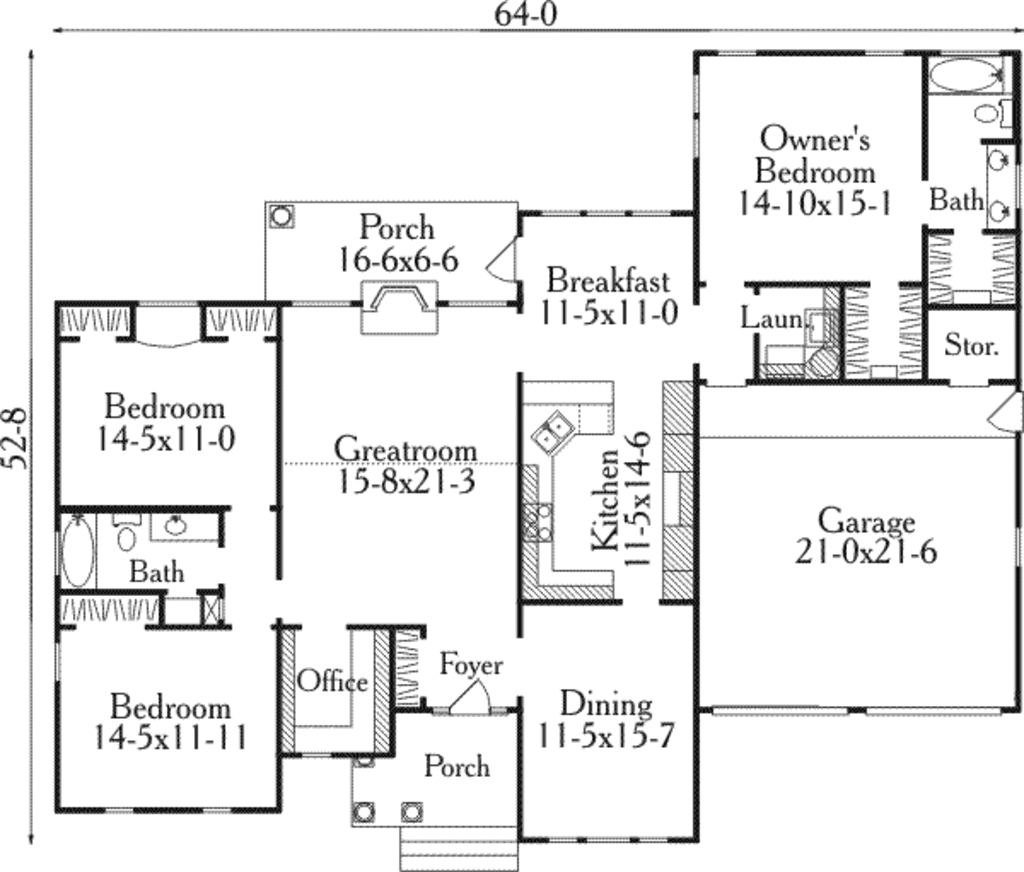 64-0
52-8
Owner's
Bedroom
14-10x15-1
Bath
Porch
16-6x6-6
Breakfast
11-5x11-0
Laun.
Stor.
Bedroom
14-5x11-0
Greatroom
15-8x21-3
Kitchen
11-5x14-6
Garage
21-0x21-6
Bath
Office
Foyer
Bedroom
14-5x11-11
Dining
11-5x15-7
Porch